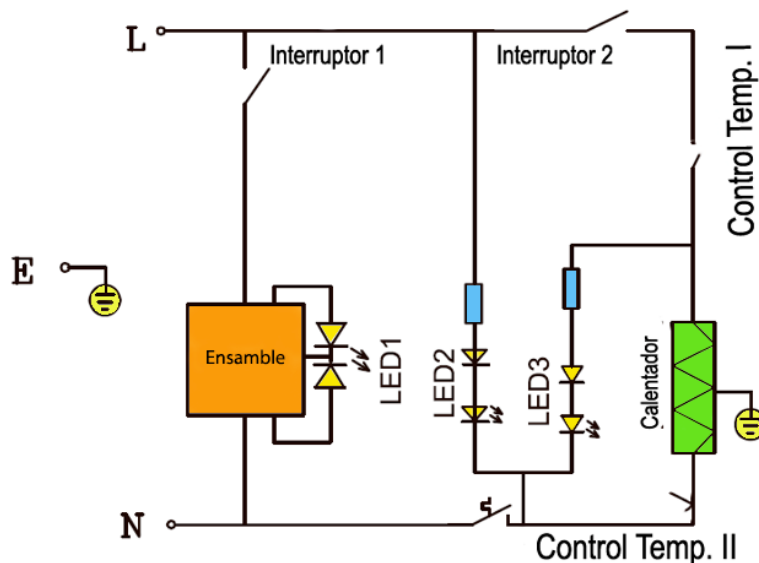 L
Interruptor 1
Interruptor 2
Control Temp. I
E
Ensamble
LED1
LED2
LED3
Calentador
N
Control Temp. II